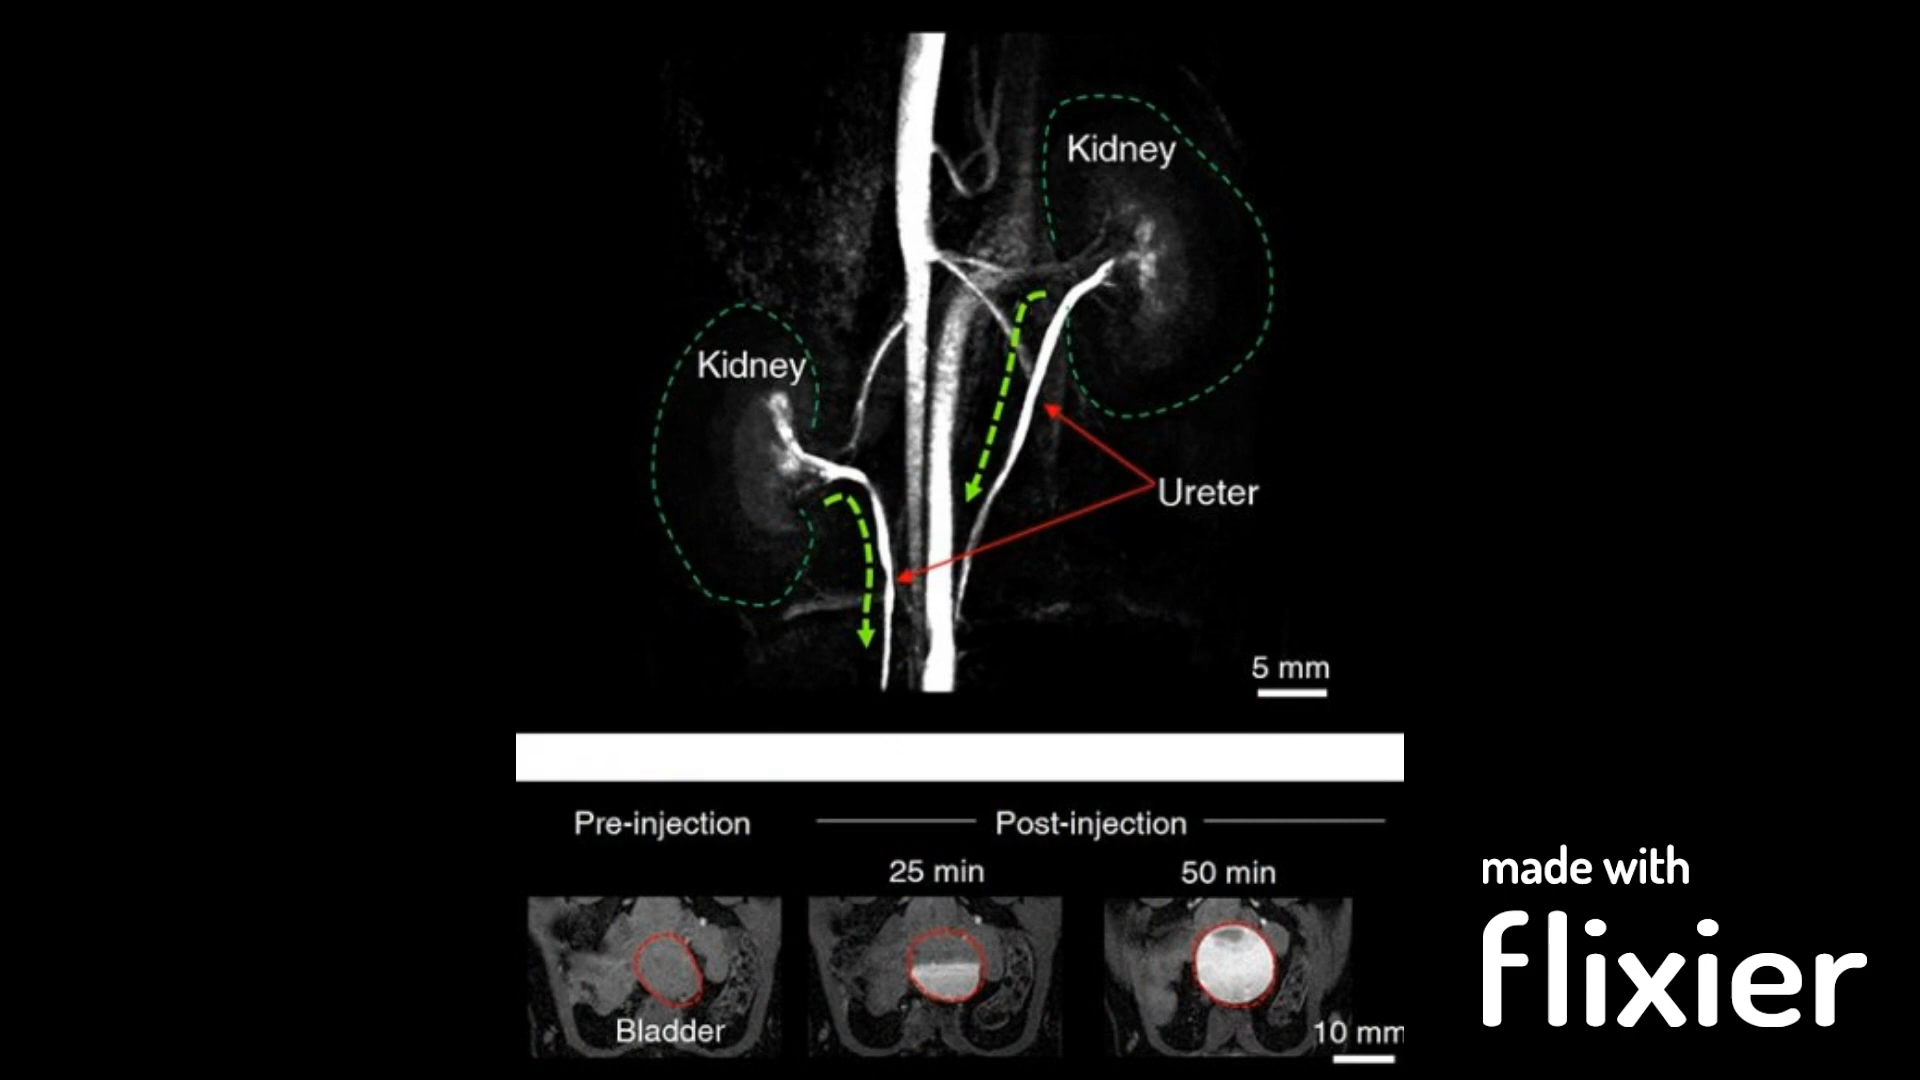 Kidney
Kidney
Ureter
5 mm
Pre-injection
Post-injection
25 min
50 min
Bladder
10 mm
made with
flixier